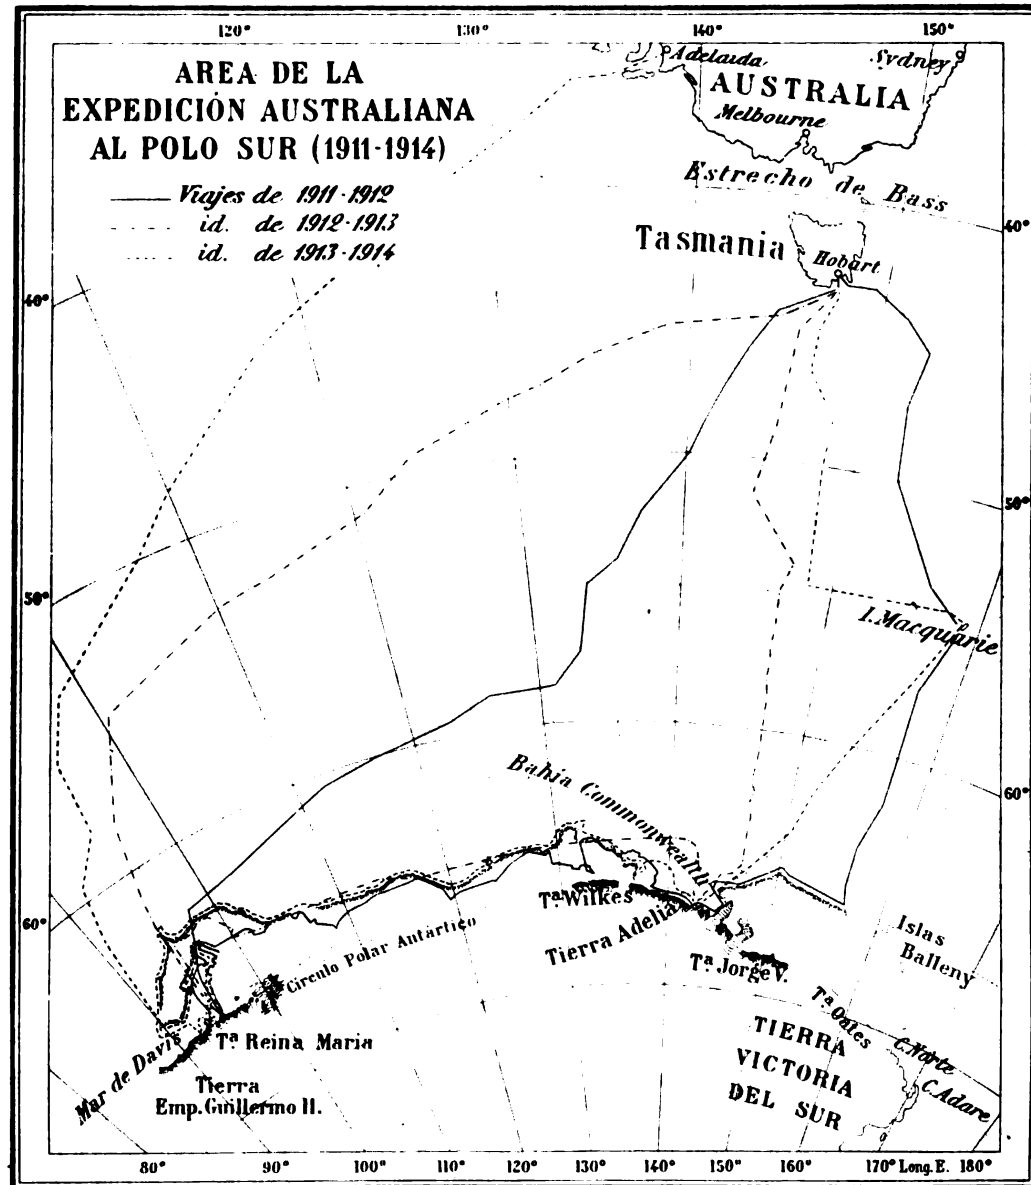 120° 130° 140° 150°
AREA DE LA
EXPEDICIÓN AUSTRALIANA
AL POLO SUR (1911-1914)
Viajes de 1911-1912
id. de 1912-1913
id. de 1913-1914
Adelaida
Sydney
AUSTRALIA
Melbourne
Estrecho de Bass
Tasmania
Hobart
40°
40°
50°
50°
I. Macquarie
60°
60°
Bahia Commonwealth
Tª Wilkes
Tierra Adelia
Tª Jorge V.
Islas
Balleny
Circulo Polar Antártico
Tª Oates
C. Norte
C. Adare
TIERRA
VICTORIA
DEL SUR
Mar de Davis
Tª Reina Maria
Tierra
Emp. Guillermo II.
80° 90° 100° 110° 120° 130° 140° 150° 160° 170° Long. E. 180°